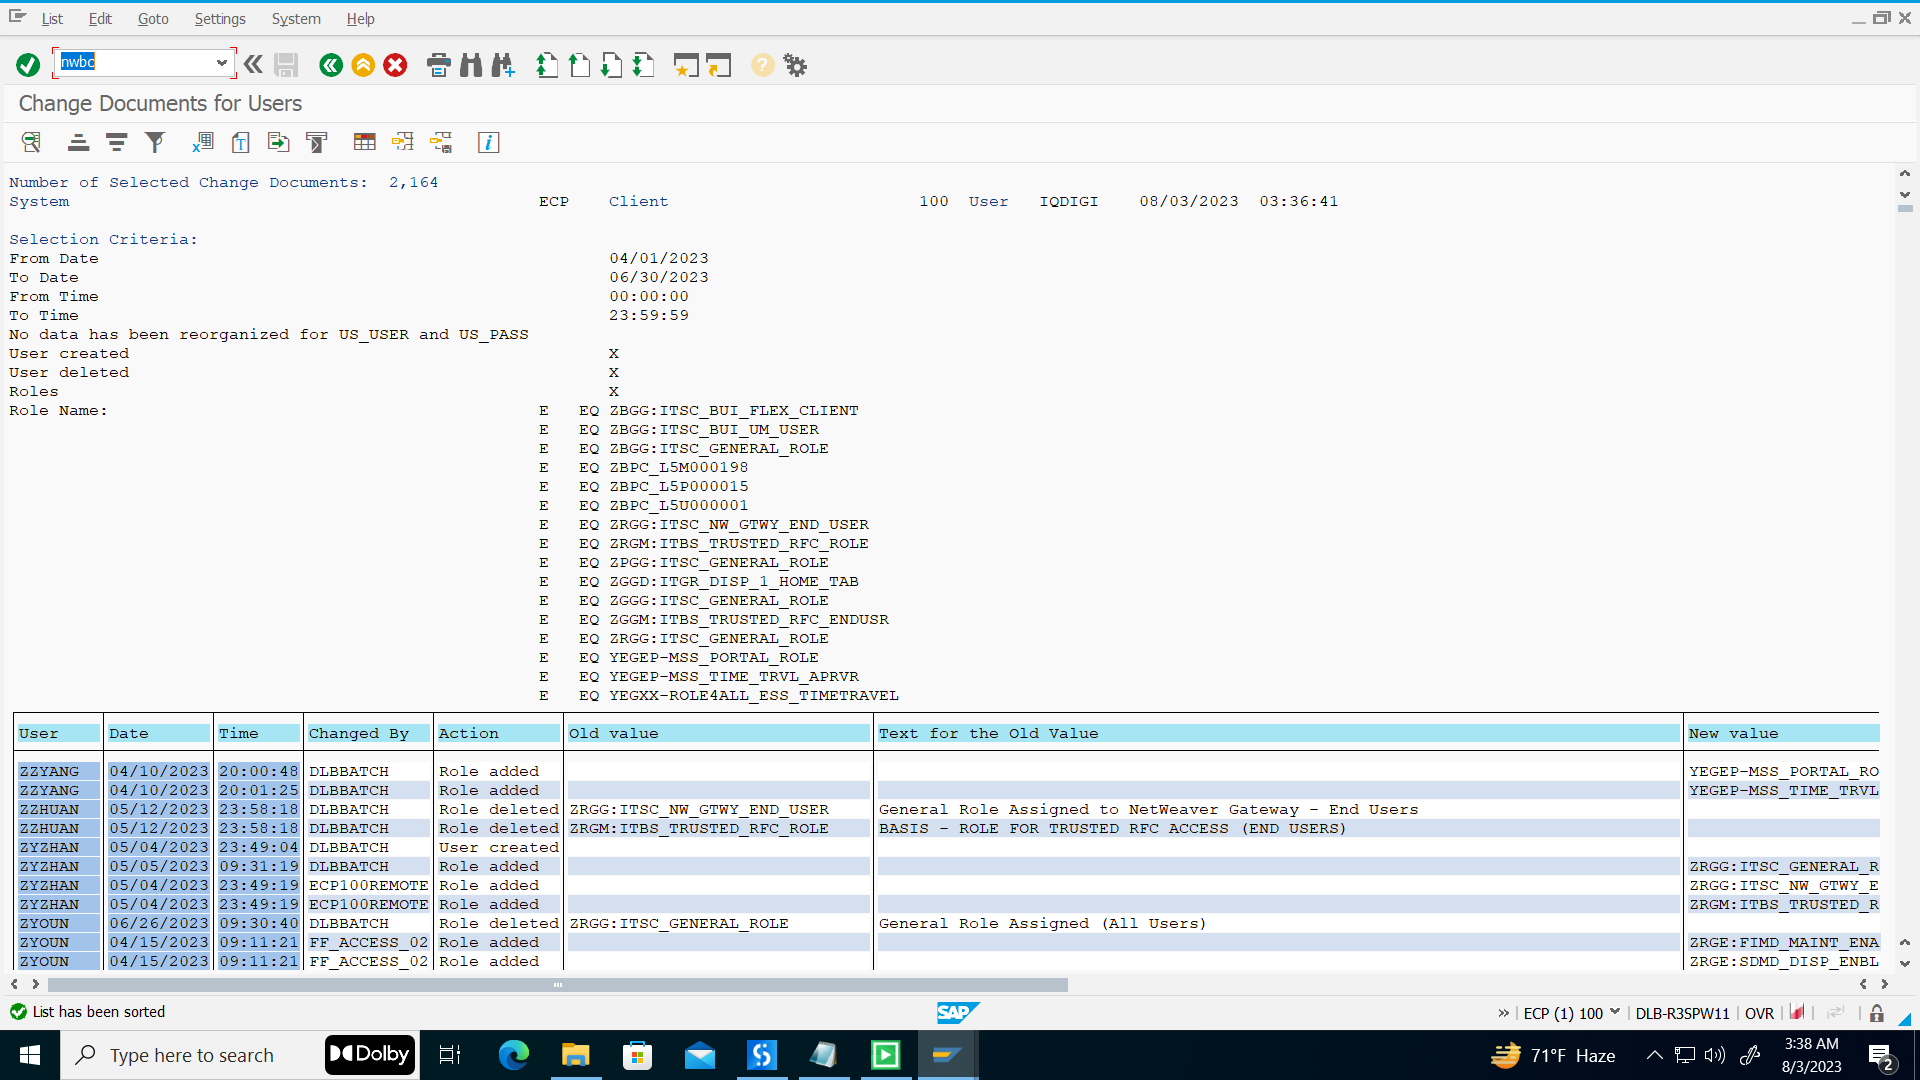 List Edit Goto Settings System Help
nwbc
Change Documents for Users
Number of Selected Change Documents: 2,164
System ECP Client 100 User IQDIGI 08/03/2023 03:36:41
Selection Criteria:
From Date 04/01/2023
To Date 06/30/2023
From Time 00:00:00
To Time 23:59:59
No data has been reorganized for US_USER and US_PASS
User created X
User deleted X
Roles X
Role Name: E EQ ZBGG:ITSC_BUI_FLEX_CLIENT
E EQ ZBGG:ITSC_BUI_UM_USER
E EQ ZBGG:ITSC_GENERAL_ROLE
E EQ ZBPC_L5M000198
E EQ ZBPC_L5P000015
E EQ ZBPC_L5U000001
E EQ ZRGG:ITSC_NW_GTWY_END_USER
E EQ ZRGM:ITBS_TRUSTED_RFC_ROLE
E EQ ZPGG:ITSC_GENERAL_ROLE
E EQ ZGGD:ITGR_DISP_1_HOME_TAB
E EQ ZGGG:ITSC_GENERAL_ROLE
E EQ ZGGM:ITBS_TRUSTED_RFC_ENDUSR
E EQ ZRGG:ITSC_GENERAL_ROLE
E EQ YEGEP-MSS_PORTAL_ROLE
E EQ YEGEP-MSS_TIME_TRVL_APRVR
E EQ YEGXX-ROLE4ALL_ESS_TIMETRAVEL
User Date Time Changed By Action Old value Text for the Old Value New value
ZZYANG 04/10/2023 20:00:48 DLBBATCH Role added YEGEP-MSS_PORTAL_RO
ZZYANG 04/10/2023 20:01:25 DLBBATCH Role added YEGEP-MSS_TIME_TRVL
ZZHUAN 05/12/2023 23:58:18 DLBBATCH Role deleted ZRGG:ITSC_NW_GTWY_END_USER General Role Assigned to NetWeaver Gateway - End Users
ZZHUAN 05/12/2023 23:58:18 DLBBATCH Role deleted ZRGM:ITBS_TRUSTED_RFC_ROLE BASIS - ROLE FOR TRUSTED RFC ACCESS (END USERS)
ZYZHAN 05/04/2023 23:49:04 DLBBATCH User created
ZYZHAN 05/05/2023 09:31:19 DLBBATCH Role added ZRGG:ITSC_GENERAL_R
ZYZHAN 05/04/2023 23:49:19 ECP100REMOTE Role added ZRGG:ITSC_NW_GTWY_E
ZYZHAN 05/04/2023 23:49:19 ECP100REMOTE Role added ZRGM:ITBS_TRUSTED_R
ZYOUN 06/26/2023 09:30:40 DLBBATCH Role deleted ZRGG:ITSC_GENERAL_ROLE General Role Assigned (All Users)
ZYOUN 04/15/2023 09:11:21 FF_ACCESS_02 Role added ZRGE:FIMD_MAINT_ENA
ZYOUN 04/15/2023 09:11:21 FF_ACCESS_02 Role added ZRGE:SDMD_DISP_ENBL
List has been sorted SAP » ECP (1) 100 DLB-R3SPW11 OVR
Type here to search Dolby 71°F Haze 3:38 AM
8/3/2023 2